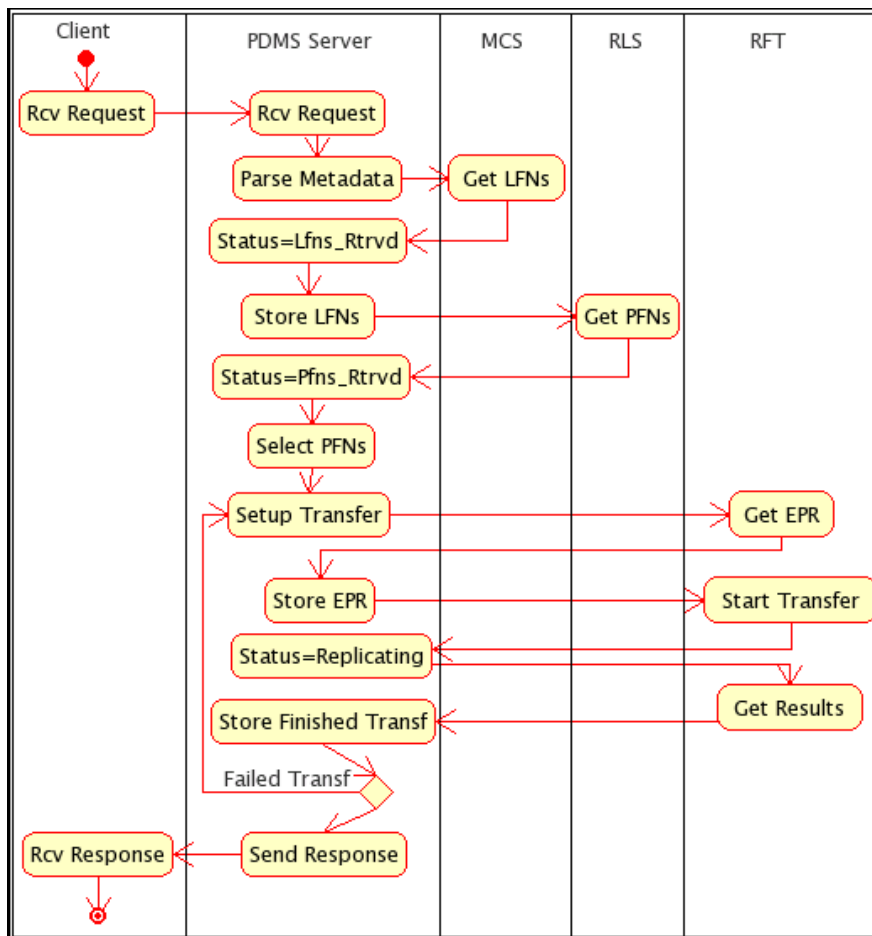 Client
PDMS Server
MCS
RLS
RFT
Rcv Request
Rcv Request
Parse Metadata
Get LFNs
Status=Lfns_Rtrvd
Store LFNs
Get PFNs
Status=Pfns_Rtrvd
Select PFNs
Setup Transfer
Get EPR
Store EPR
Start Transfer
Status=Replicating
Get Results
Store Finished Transf
Failed Transf
Rcv Response
Send Response